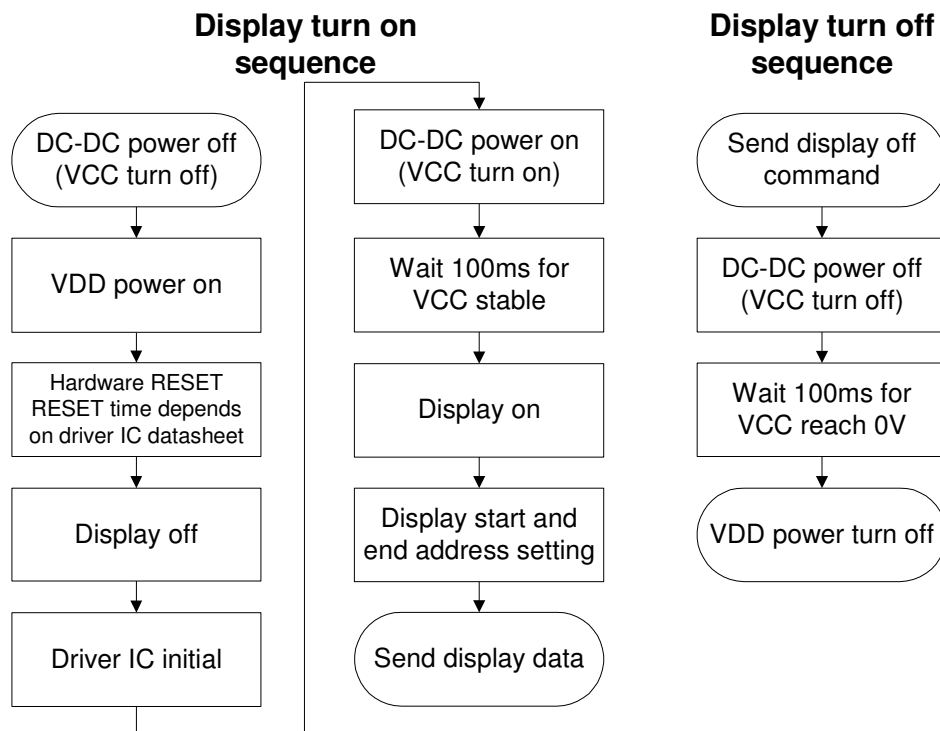 Display turn on
sequence
DC-DC power off
(VCC turn off)
VDD power on
Hardware RESET
RESET time depends
on driver IC datasheet
Display off
Driver IC initial
DC-DC power on
(VCC turn on)
Wait 100ms for
VCC stable
Display on
Display start and
end address setting
Send display data
Display turn off
sequence
Send display off
command
DC-DC power off
(VCC turn off)
Wait 100ms for
VCC reach 0V
VDD power turn off